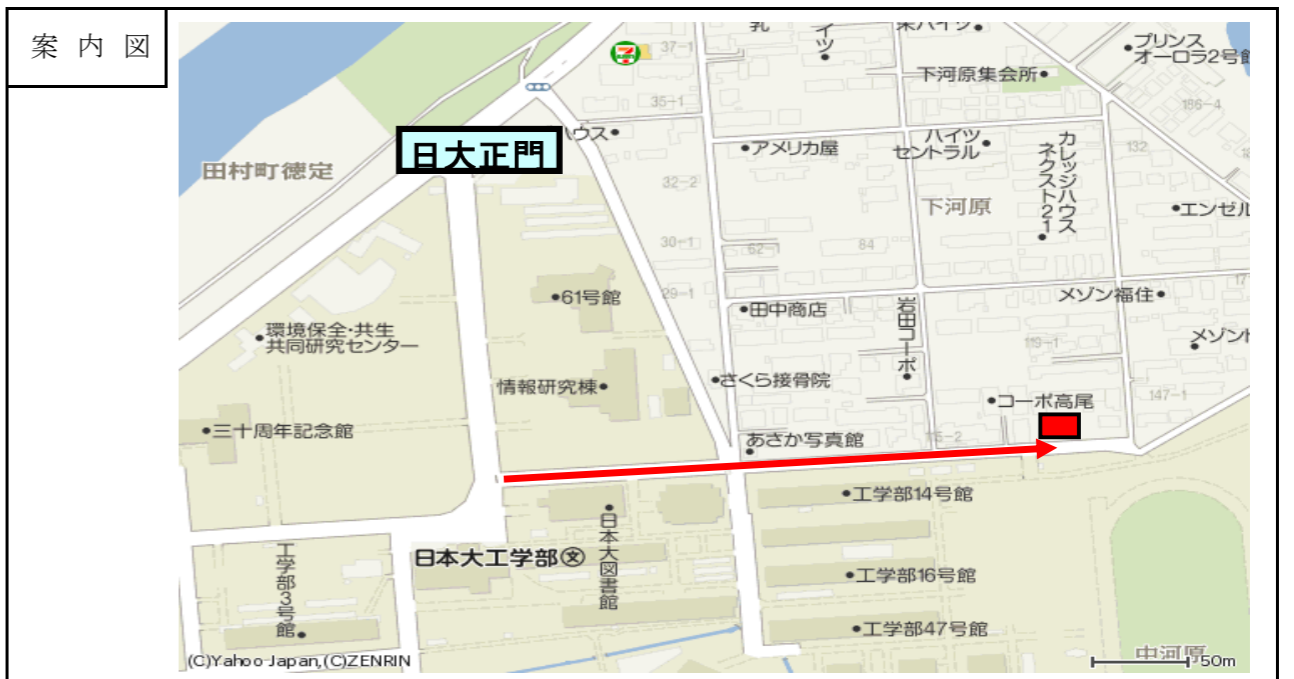 案内図
37-1
乳
イツ
プリンス
オーロラ2号館
下河原集会所
35-1
186-4
日大正門
ハウス
アメリカ屋
ハイツ
セントラル
カレッジハウス
ネクスト21
132
田村町徳定
32-2
下河原
エンゼル
30-1
62-1
84
61号館
29-1
田中商店
岩田コーポ
メゾン福住
17
環境保全・共生
共同研究センター
119-1
メゾン
情報研究棟
さくら接骨院
コーポ高尾
147-1
三十周年記念館
あさか写真館
115-2
工学部14号館
日本大図書館
日本大工学部文
工学部3号館
工学部16号館
工学部47号館
中河原
(C)Yahoo Japan,(C)ZENRIN
50m